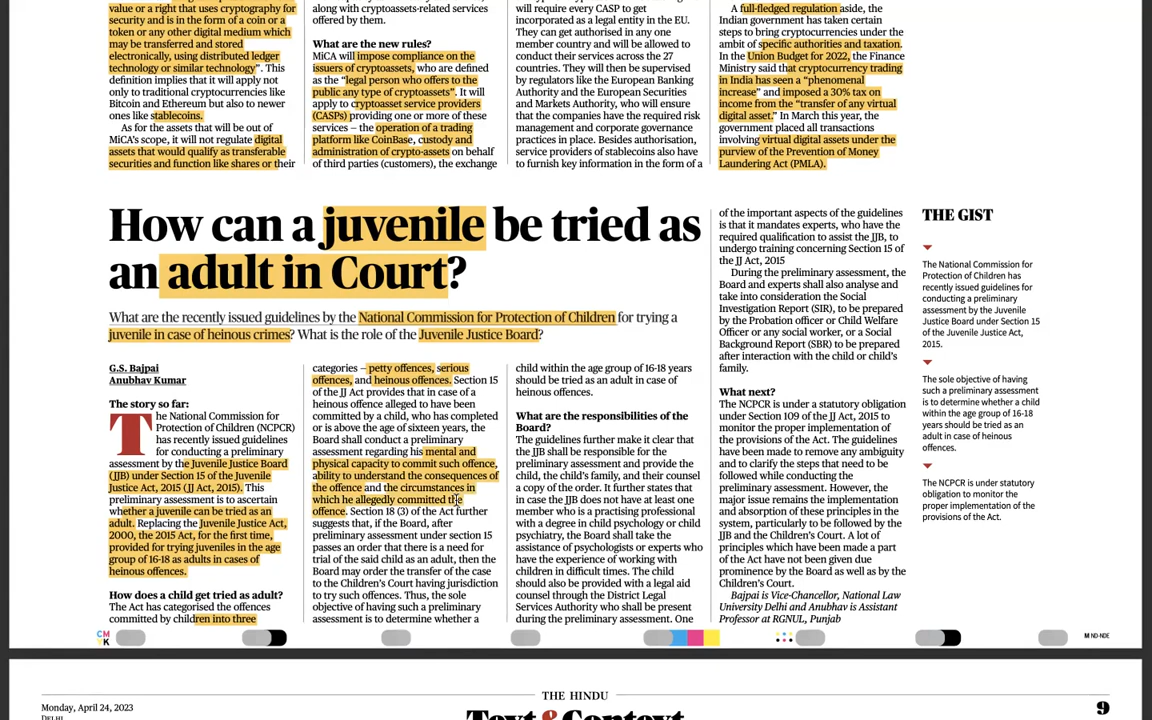 value or a right that uses cryptography for
security and is in the form of a coin or a
token or any other digital medium which
may be transferred and stored
electronically, using distributed ledger
technology or similar technology”. This
definition implies that it will apply not
only to traditional cryptocurrencies like
Bitcoin and Ethereum but also to newer
ones like stablecoins.
As for the assets that will be out of
MiCA’s scope, it will not regulate digital
assets that would qualify as transferable
securities and function like shares or their
along with cryptoassets-related services
offered by them.
What are the new rules?
MiCA will impose compliance on the
issuers of cryptoassets, who are defined
as the “legal person who offers to the
public any type of cryptoassets”. It will
apply to cryptoasset service providers
(CASPs) providing one or more of these
services – the operation of a trading
platform like CoinBase, custody and
administration of crypto-assets on behalf
of third parties (customers), the exchange
will require every CASP to get
incorporated as a legal entity in the EU.
They can get authorised in any one
member country and will be allowed to
conduct their services across the 27
countries. They will then be supervised
by regulators like the European Banking
Authority and the European Securities
and Markets Authority, who will ensure
that the companies have the required risk
management and corporate governance
practices in place. Besides authorisation,
service providers of stablecoins also have
to furnish key information in the form of a
A full-fledged regulation aside, the
Indian government has taken certain
steps to bring cryptocurrencies under the
ambit of specific authorities and taxation.
In the Union Budget for 2022, the Finance
Ministry said that cryptocurrency trading
in India has seen a “phenomenal
increase” and imposed a 30% tax on
income from the “transfer of any virtual
digital asset.” In March this year, the
government placed all transactions
involving virtual digital assets under the
purview of the Prevention of Money
Laundering Act (PMLA).
How can a juvenile be tried as
an adult in Court?
What are the recently issued guidelines by the National Commission for Protection of Children for trying a
juvenile in case of heinous crimes? What is the role of the Juvenile Justice Board?
G.S. Bajpai
Anubhav Kumar
The story so far:
The National Commission for
Protection of Children (NCPCR)
has recently issued guidelines
for conducting a preliminary
assessment by the Juvenile Justice Board
(JJB) under Section 15 of the Juvenile
Justice Act, 2015 (JJ Act, 2015). This
preliminary assessment is to ascertain
whether a juvenile can be tried as an
adult. Replacing the Juvenile Justice Act,
2000, the 2015 Act, for the first time,
provided for trying juveniles in the age
group of 16-18 as adults in cases of
heinous offences.
How does a child get tried as adult?
The Act has categorised the offences
committed by children into three
categories – petty offences, serious
offences, and heinous offences. Section 15
of the JJ Act provides that in case of a
heinous offence alleged to have been
committed by a child, who has completed
or is above the age of sixteen years, the
Board shall conduct a preliminary
assessment regarding his mental and
physical capacity to commit such offence,
ability to understand the consequences of
the offence and the circumstances in
which he allegedly committed the
offence. Section 18 (3) of the Act further
suggests that, if the Board, after
preliminary assessment under section 15
passes an order that there is a need for
trial of the said child as an adult, then the
Board may order the transfer of the case
to the Children’s Court having jurisdiction
to try such offences. Thus, the sole
objective of having such a preliminary
assessment is to determine whether a
child within the age group of 16-18 years
should be tried as an adult in case of
heinous offences.
What are the responsibilities of the
Board?
The guidelines further make it clear that
the JJB shall be responsible for the
preliminary assessment and provide the
child, the child’s family, and their counsel
a copy of the order. It further states that
in case the JJB does not have at least one
member who is a practising professional
with a degree in child psychology or child
psychiatry, the Board shall take the
assistance of psychologists or experts who
have the experience of working with
children in difficult times. The child
should also be provided with a legal aid
counsel through the District Legal
Services Authority who shall be present
during the preliminary assessment. One
of the important aspects of the guidelines
is that it mandates experts, who have the
required qualification to assist the JJB, to
undergo training concerning Section 15 of
the JJ Act, 2015
During the preliminary assessment, the
Board and experts shall also analyse and
take into consideration the Social
Investigation Report (SIR), to be prepared
by the Probation officer or Child Welfare
Officer or any social worker, or a Social
Background Report (SBR) to be prepared
after interaction with the child or child’s
family.
What next?
The NCPCR is under a statutory obligation
under Section 109 of the JJ Act, 2015 to
monitor the proper implementation of
the provisions of the Act. The guidelines
have been made to remove any ambiguity
and to clarify the steps that need to be
followed while conducting the
preliminary assessment. However, the
major issue remains the implementation
and absorption of these principles in the
system, particularly to be followed by the
JJB and the Children’s Court. A lot of
principles which have been made a part
of the Act have not been given due
prominence by the Board as well as by the
Children’s Court.
Bajpai is Vice-Chancellor, National Law
University Delhi and Anubhav is Assistant
Professor at RGNUL, Punjab
THE GIST
The National Commission for
Protection of Children has
recently issued guidelines for
conducting a preliminary
assessment by the Juvenile
Justice Board under Section 15
of the Juvenile Justice Act,
2015.
The sole objective of having
such a preliminary assessment
is to determine whether a child
within the age group of 16-18
years should be tried as an
adult in case of heinous
offences.
The NCPCR is under statutory
obligation to monitor the
proper implementation of the
provisions of the Act.
CM
YK
M ND-NDE
THE HINDU
Monday, April 24, 2023
9
DELHI
Text & Context